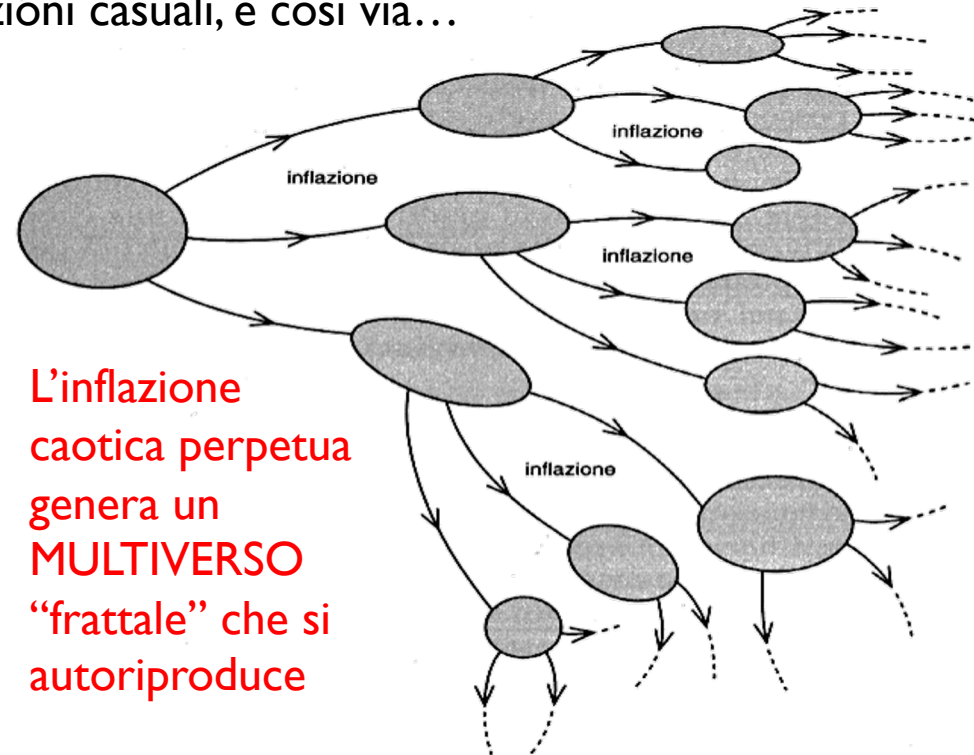 zioni casuali, e così via…
inflazione
inflazione
inflazione
inflazione
L’inflazione
caotica perpetua
genera un
MULTIVERSO
“frattale” che si
autoriproduce